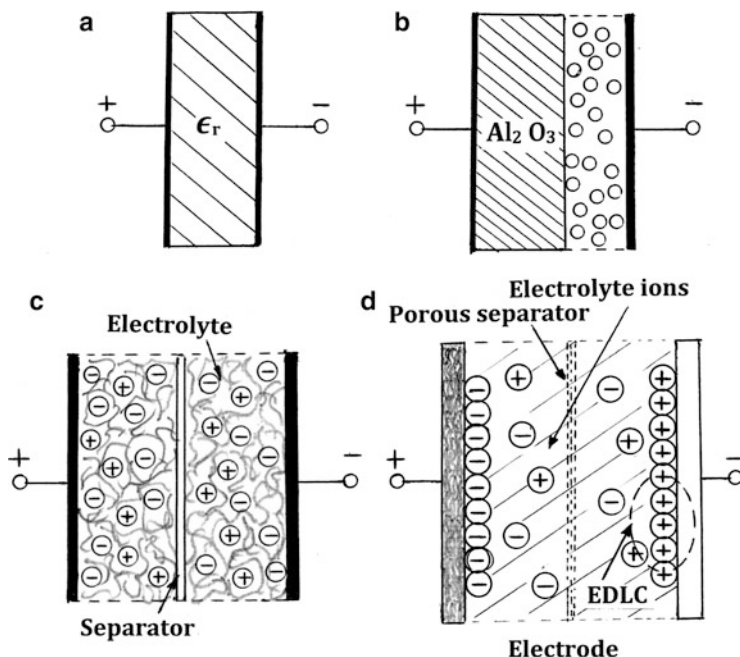 a
+
−
ϵr
b
+
−
Al₂ O₃
c
Electrolyte
+
−
Separator
d
Electrolyte ions
Porous separator
+
−
EDLC
Electrode